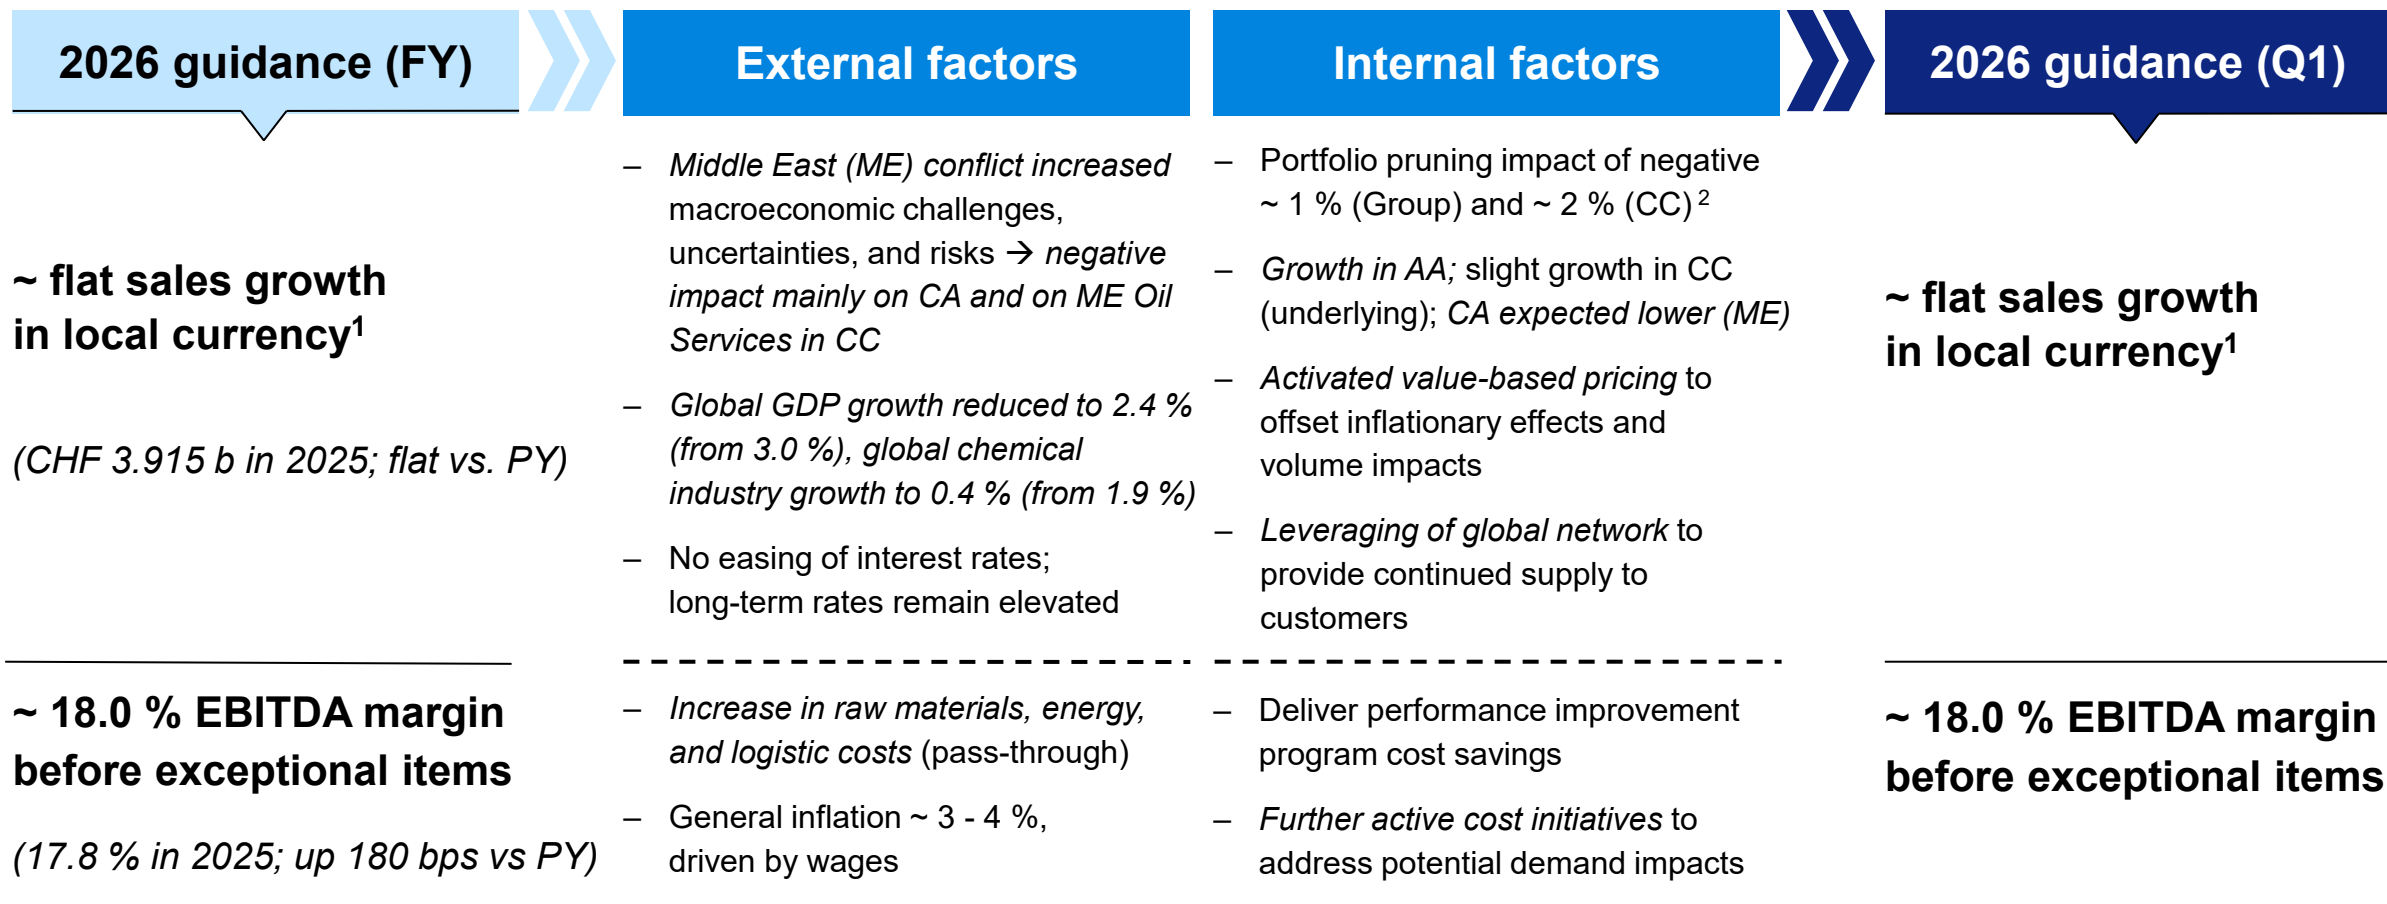 2026 guidance (FY)
~ flat sales growth
in local currency¹
(CHF 3.915 b in 2025; flat vs. PY)
~ 18.0 % EBITDA margin
before exceptional items
(17.8 % in 2025; up 180 bps vs PY)
External factors
– Middle East (ME) conflict increased
macroeconomic challenges,
uncertainties, and risks → negative
impact mainly on CA and on ME Oil
Services in CC
– Global GDP growth reduced to 2.4 %
(from 3.0 %), global chemical
industry growth to 0.4 % (from 1.9 %)
– No easing of interest rates;
long-term rates remain elevated
– Increase in raw materials, energy,
and logistic costs (pass-through)
– General inflation ~ 3 - 4 %,
driven by wages
Internal factors
– Portfolio pruning impact of negative
~ 1 % (Group) and ~ 2 % (CC) ²
– Growth in AA; slight growth in CC
(underlying); CA expected lower (ME)
– Activated value-based pricing to
offset inflationary effects and
volume impacts
– Leveraging of global network to
provide continued supply to
customers
– Deliver performance improvement
program cost savings
– Further active cost initiatives to
address potential demand impacts
2026 guidance (Q1)
~ flat sales growth
in local currency¹
~ 18.0 % EBITDA margin
before exceptional items